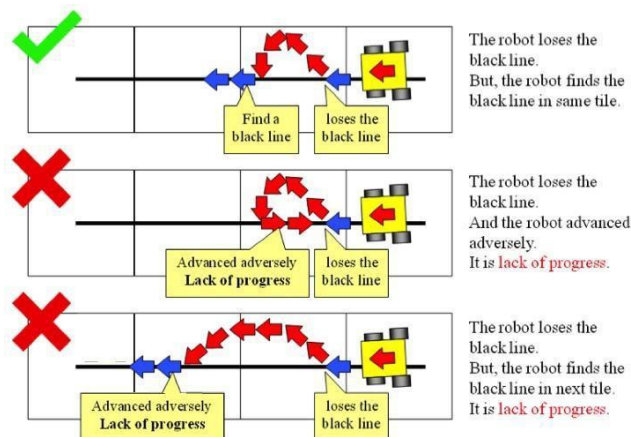 The robot loses the
black line.
But, the robot finds the
black line in same tile.
Find a
black line
loses the
black line
The robot loses the
black line.
And the robot advanced
adversely.
It is lack of progress.
Advanced adversely
Lack of progress
loses the
black line
The robot loses the
black line.
But, the robot finds the
black line in next tile.
It is lack of progress.
Advanced adversely
Lack of progress
loses the
black line